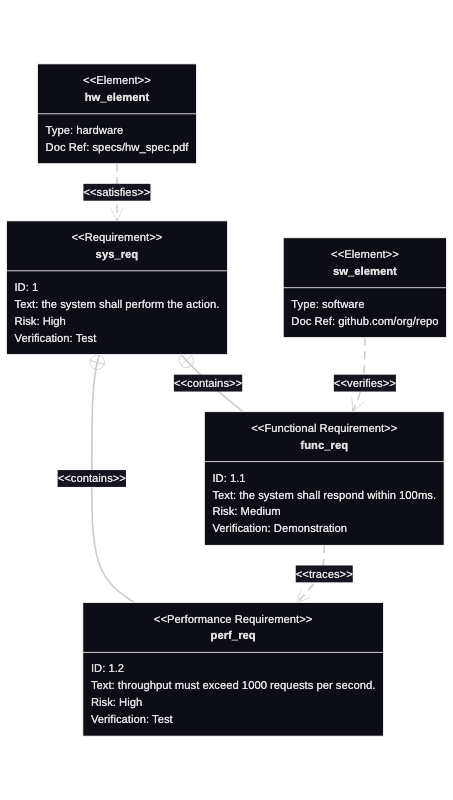 <<Element>>
hw_element
Type: hardware
Doc Ref: specs/hw_spec.pdf
<<satisfies>>
<<Requirement>>
sys_req
ID: 1
Text: the system shall perform the action.
Risk: High
Verification: Test
<<Element>>
sw_element
Type: software
Doc Ref: github.com/org/repo
<<contains>>
<<verifies>>
<<Functional Requirement>>
func_req
ID: 1.1
Text: the system shall respond within 100ms.
Risk: Medium
Verification: Demonstration
<<contains>>
<<traces>>
<<Performance Requirement>>
perf_req
ID: 1.2
Text: throughput must exceed 1000 requests per second.
Risk: High
Verification: Test